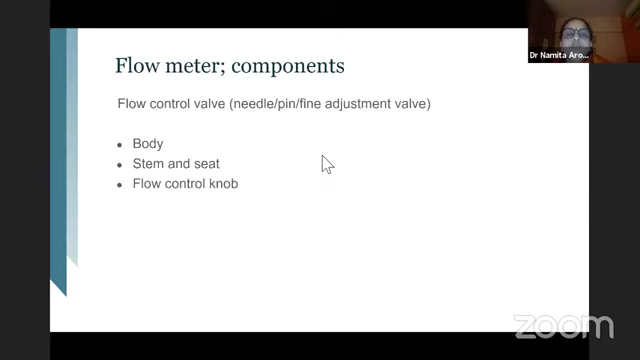 Flow meter; components
Dr Namita Aro...
Flow control valve (needle/pin/fine adjustment valve)
Body
Stem and seat
Flow control knob
zoom